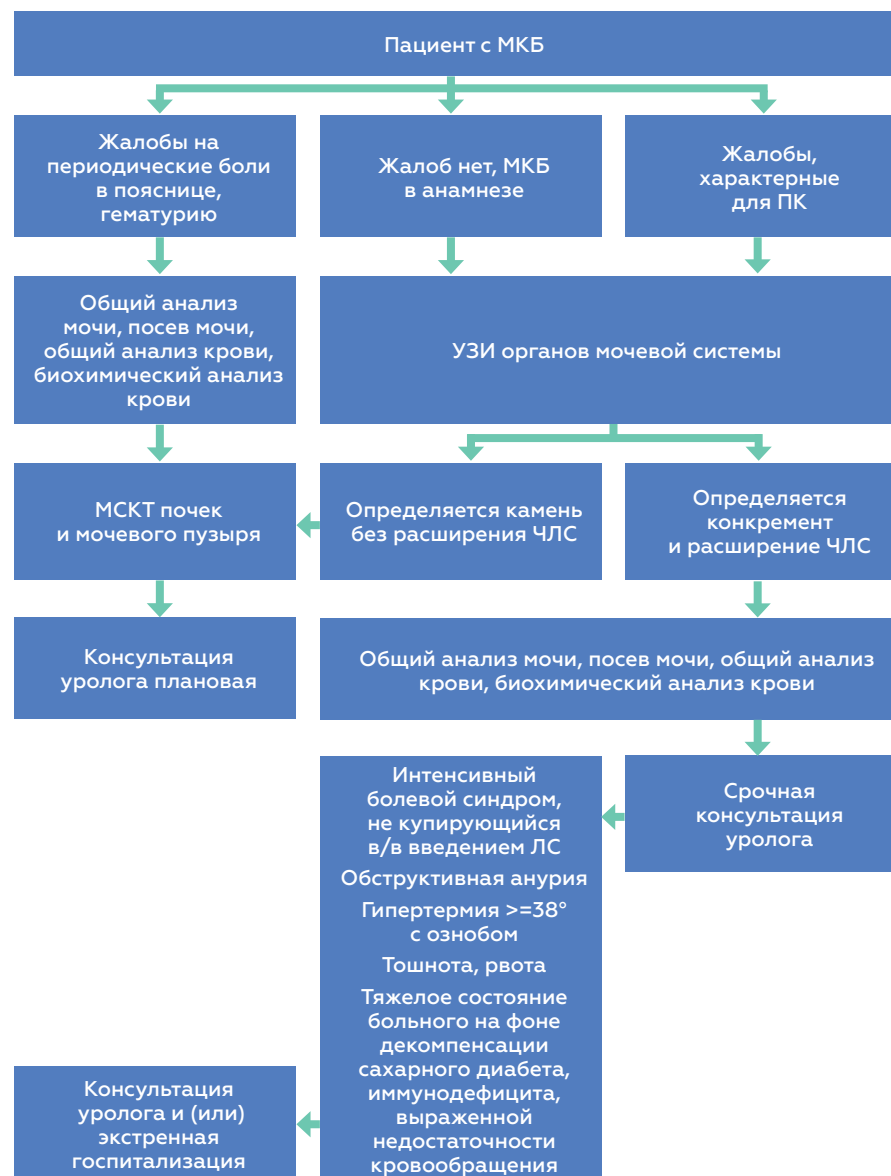 Пациент с МКБ
Жалобы на
периодические боли
в пояснице,
гематурию
Жалоб нет, МКБ
в анамнезе
Жалобы,
характерные
для ПК
Общий анализ
мочи, посев мочи,
общий анализ крови,
биохимический анализ
крови
УЗИ органов мочевой системы
МСКТ почек
и мочевого пузыря
Определяется камень
без расширения ЧЛС
Определяется
конкремент
и расширение ЧЛС
Консультация
уролога плановая
Общий анализ мочи, посев мочи, общий анализ
крови, биохимический анализ крови
Срочная
консультация
уролога
Интенсивный
болевой синдром,
не купирующийся
в/в введением ЛС
Обструктивная анурия
Гипертермия >=38°
с ознобом
Тошнота, рвота
Тяжелое состояние
больного на фоне
декомпенсации
сахарного диабета,
иммунодефицита,
выраженной
недостаточности
кровообращения
Консультация
уролога и (или)
экстренная
госпитализация